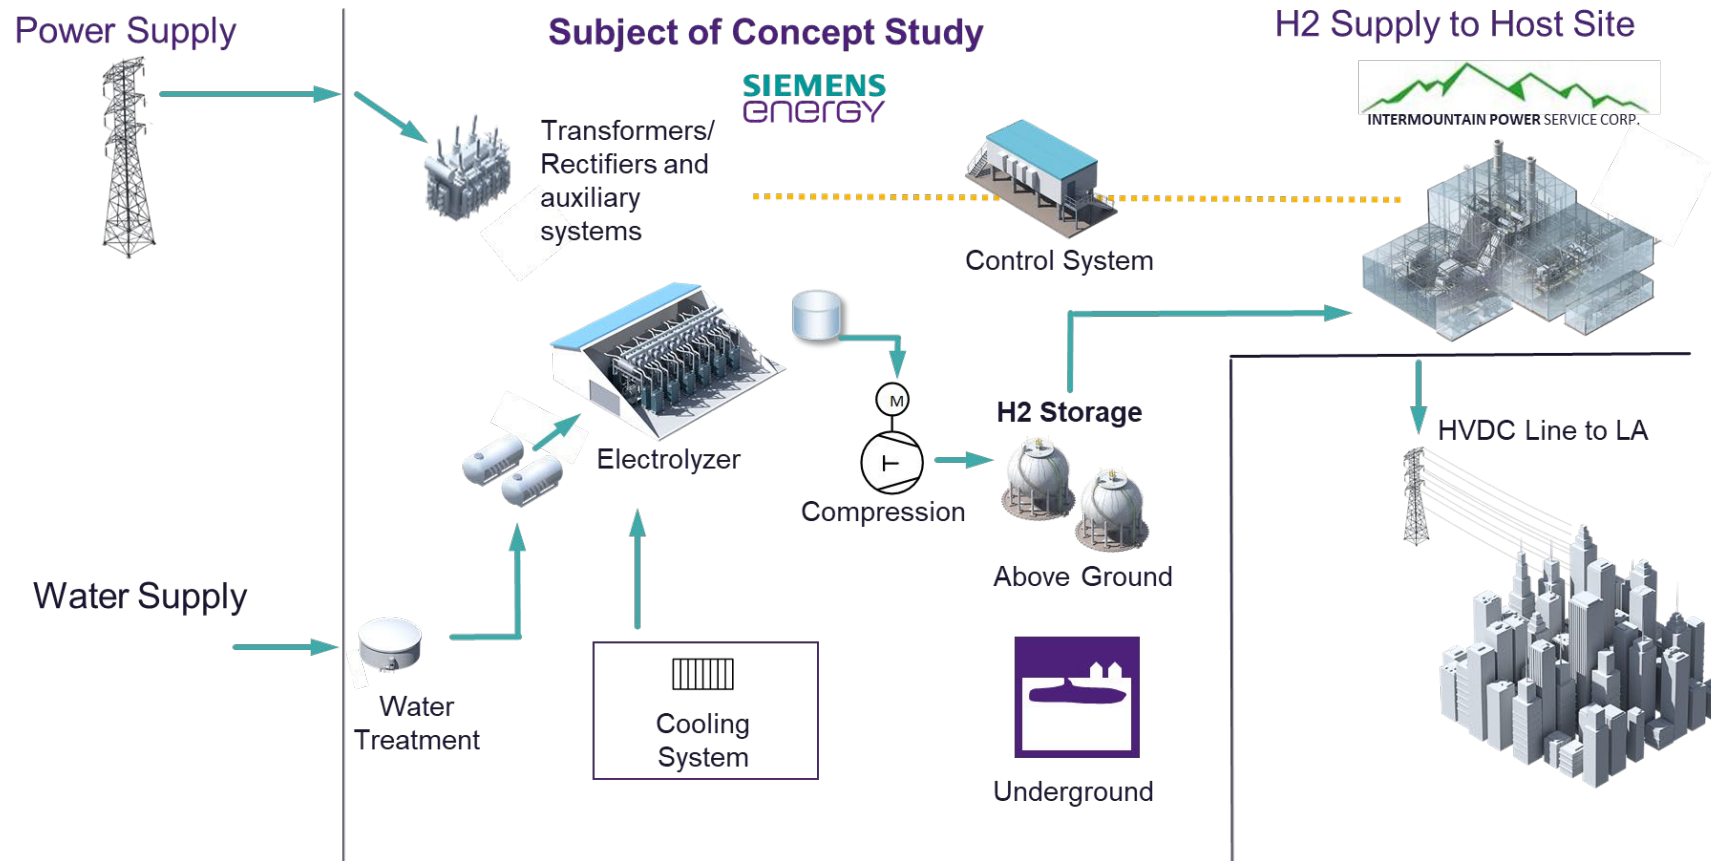 Power Supply
Subject of Concept Study
H2 Supply to Host Site
SIEMENS
energy
INTERMOUNTAIN POWER SERVICE CORP.
Transformers/
Rectifiers and
auxiliary
systems
Control System
Electrolyzer
M
Compression
H2 Storage
Above Ground
Underground
HVDC Line to LA
Water Supply
Water
Treatment
Cooling
System